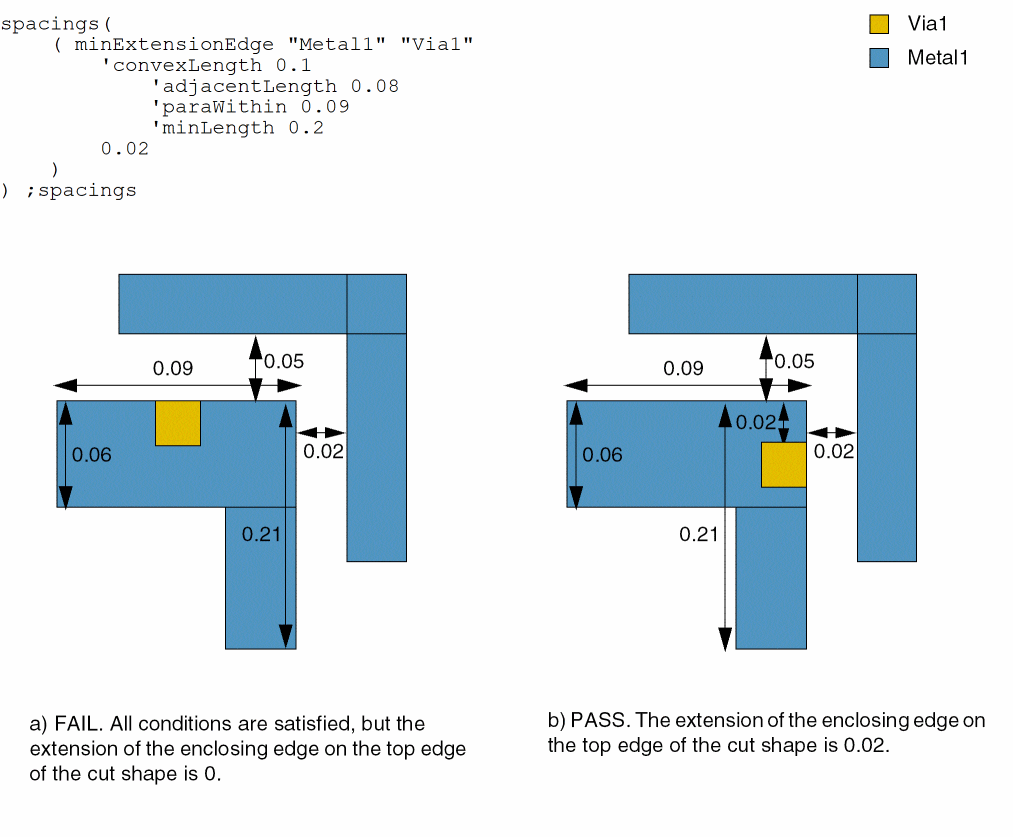 spacings(
    ( minExtensionEdge "Metal1" "Via1"
        'convexLength 0.1
            'adjacentLength 0.08
            'paraWithin 0.09
            'minLength 0.2
        0.02
    )
) ;spacings
Via1
Metal1
0.09
0.05
0.06
0.02
0.21
0.09
0.05
0.02
0.06
0.02
0.21
a) FAIL. All conditions are satisfied, but the
extension of the enclosing edge on the top edge
of the cut shape is 0.
b) PASS. The extension of the enclosing edge on
the top edge of the cut shape is 0.02.